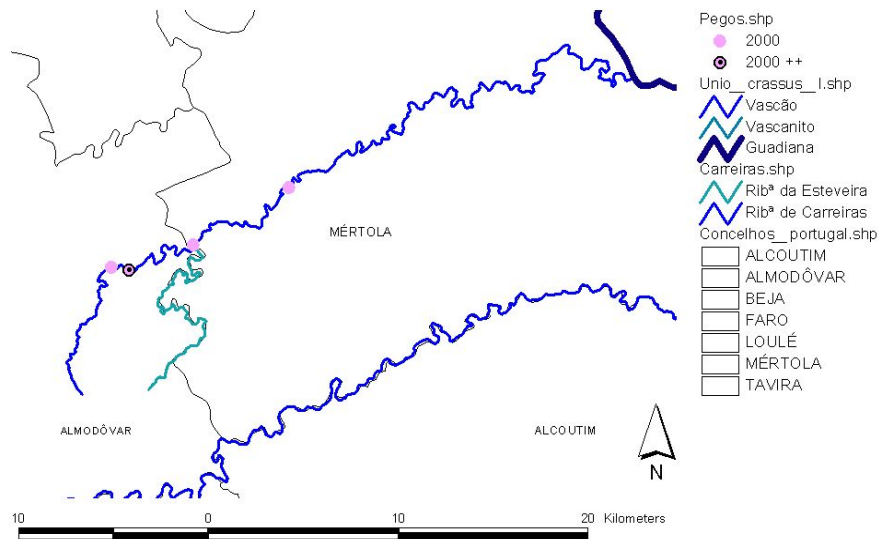 Pegos.shp
2000
2000 ++
Unio__crassus__l.shp
Vascão
Vascanito
Guadiana
Carreiras.shp
Ribª da Esteveira
Ribª de Carreiras
Concelhos__portugal.shp
ALCOUTIM
ALMODÔVAR
BEJA
FARO
LOULÉ
MÉRTOLA
TAVIRA
MÉRTOLA
ALMODÔVAR
ALCOUTIM
N
10 0 10 20 Kilometers